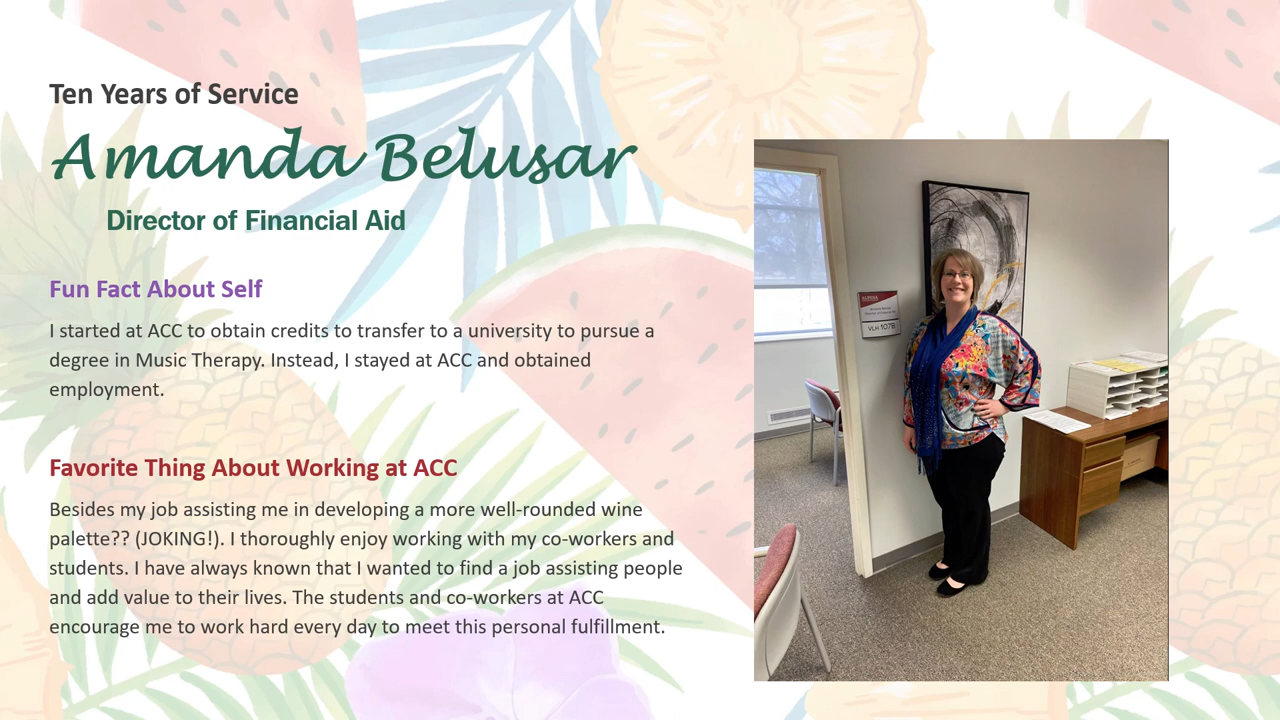 Ten Years of Service
Amanda Belusar
Director of Financial Aid
Fun Fact About Self
I started at ACC to obtain credits to transfer to a university to pursue a
degree in Music Therapy. Instead, I stayed at ACC and obtained
employment.
Favorite Thing About Working at ACC
Besides my job assisting me in developing a more well-rounded wine
palette?? (JOKING!). I thoroughly enjoy working with my co-workers and
students. I have always known that I wanted to find a job assisting people
and add value to their lives. The students and co-workers at ACC
encourage me to work hard every day to meet this personal fulfillment.
ALPENA
VLH 107B